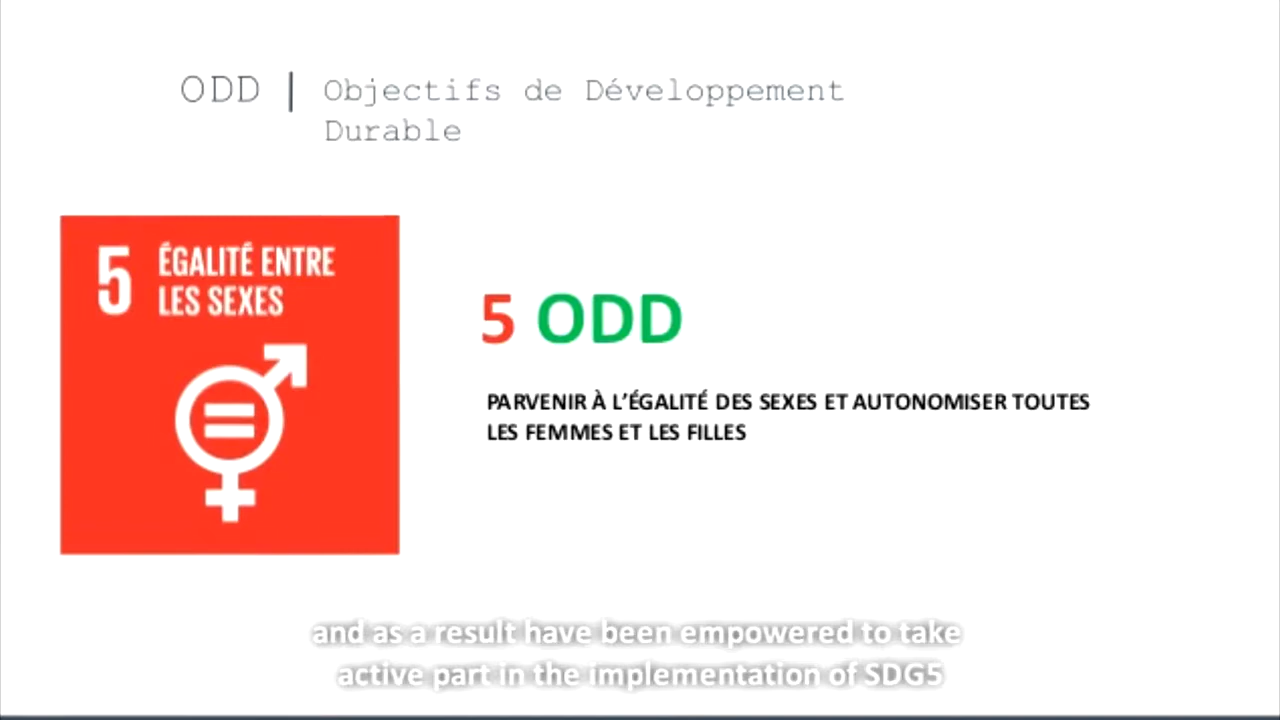 ODD | Objectifs de Développement
Durable
5 ÉGALITÉ ENTRE
LES SEXES
5 ODD
PARVENIR À L’ÉGALITÉ DES SEXES ET AUTONOMISER TOUTES
LES FEMMES ET LES FILLES
and as a result have been empowered to take
active part in the implementation of SDG5